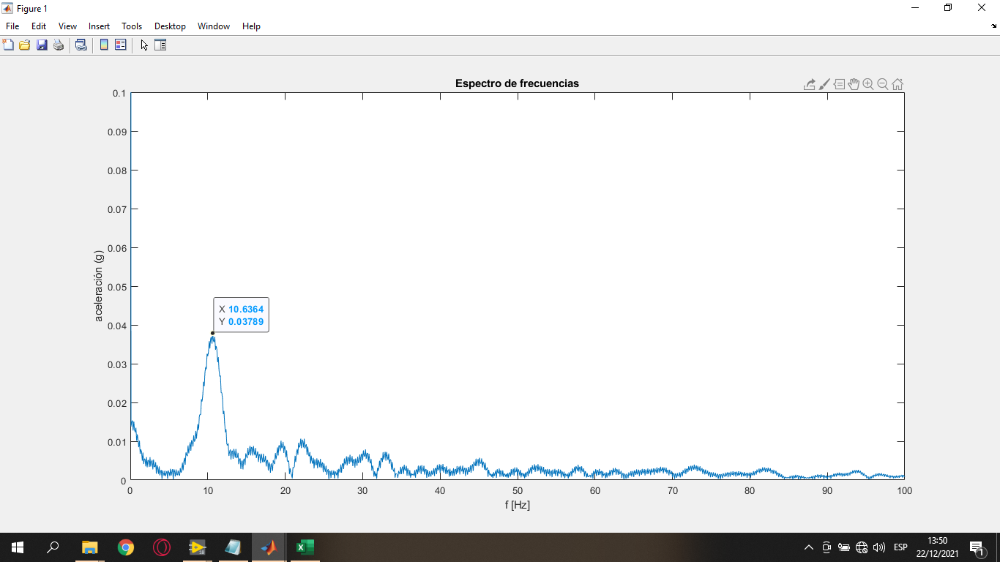 Figure 1
File Edit View Insert Tools Desktop Window Help
Espectro de frecuencias
0.1
0.09
0.08
0.07
0.06
0.05
0.04
0.03
0.02
0.01
0
aceleración (g)
X 10.6364
Y 0.03789
0 10 20 30 40 50 60 70 80 90 100
f [Hz]
ESP
13:50
22/12/2021
1